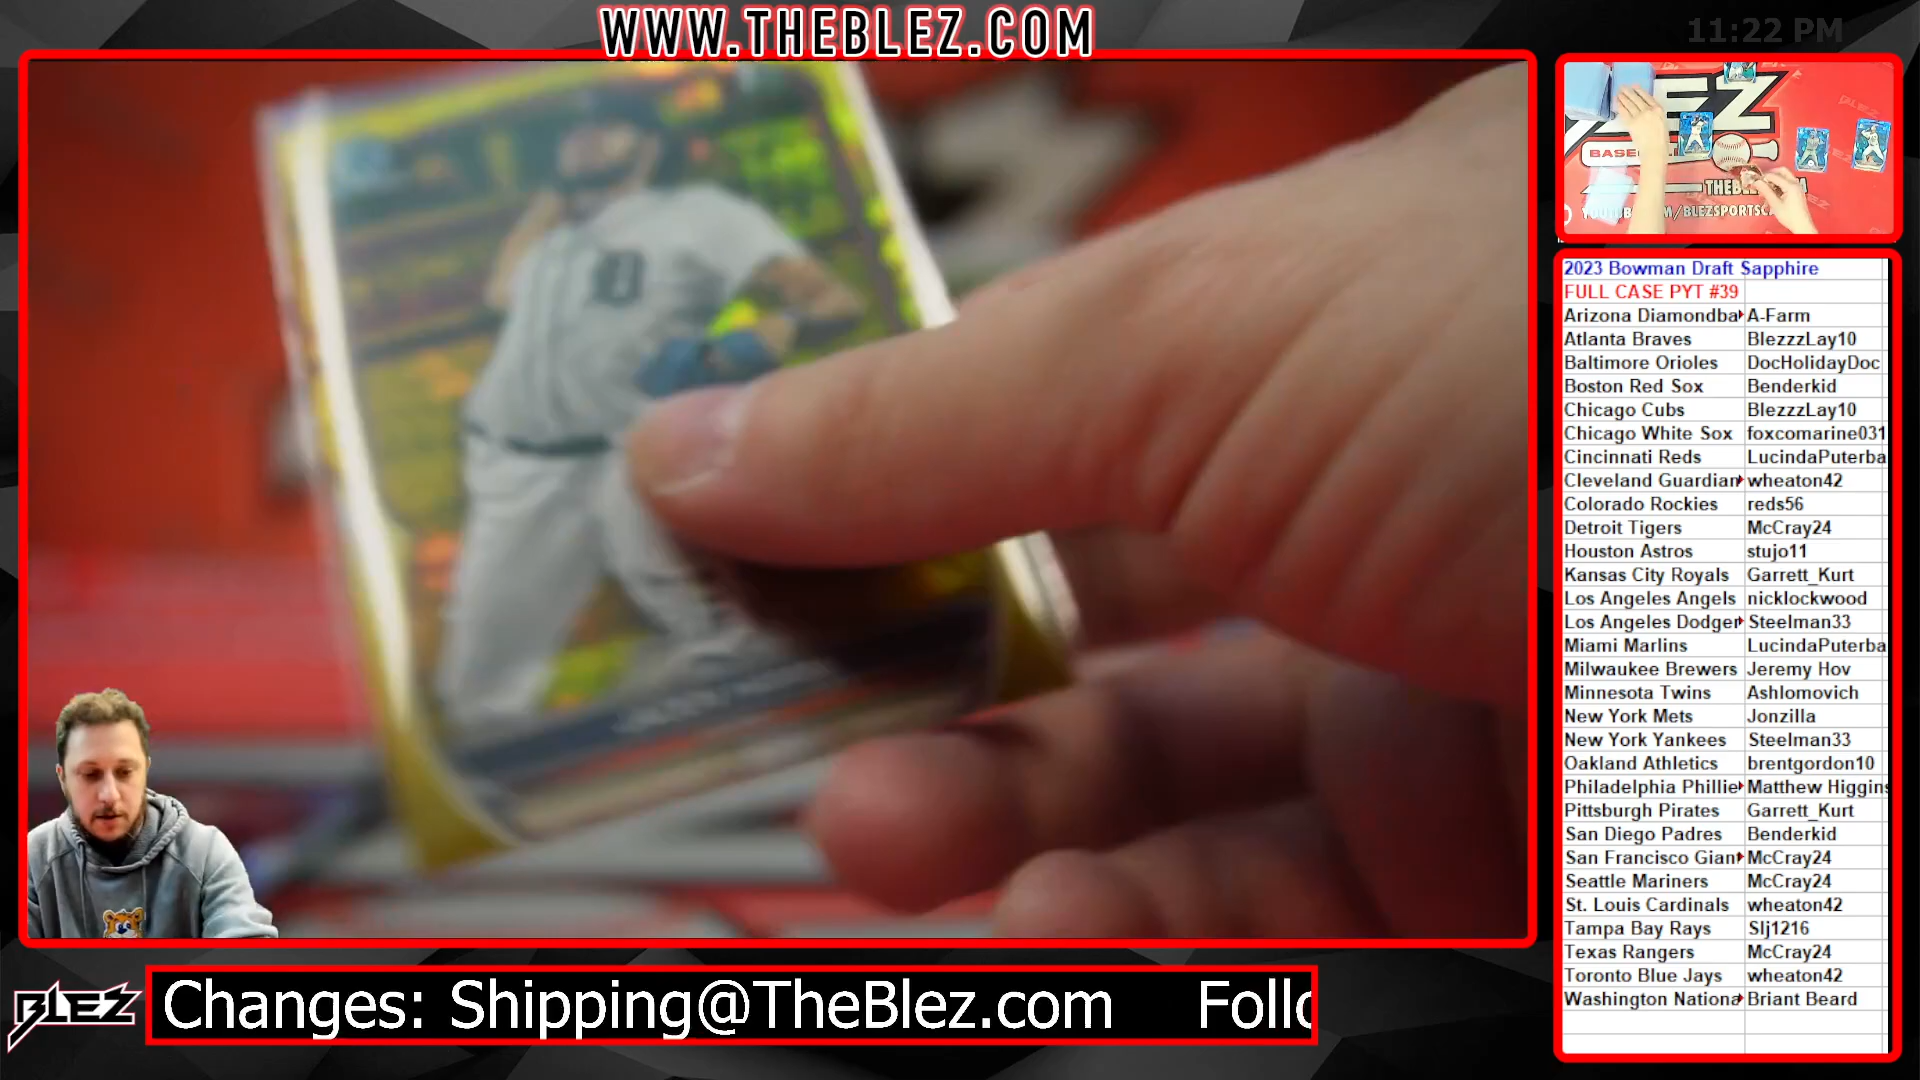 WWW.THEBLEZ.COM
11:22 PM
EZ
BASE
THEB
M/BLEZSPORTSCA
2023 Bowman Draft Sapphire
FULL CASE PYT #39
Arizona Diamondba A-Farm
Atlanta Braves BlezzzLay10
Baltimore Orioles DocHolidayDoc
Boston Red Sox Benderkid
Chicago Cubs BlezzzLay10
Chicago White Sox foxcomarine031
Cincinnati Reds LucindaPuterba
Cleveland Guardian wheaton42
Colorado Rockies reds56
Detroit Tigers McCray24
Houston Astros stujo11
Kansas City Royals Garrett_Kurt
Los Angeles Angels nicklockwood
Los Angeles Dodger Steelman33
Miami Marlins LucindaPuterba
Milwaukee Brewers Jeremy Hov
Minnesota Twins Ashlomovich
New York Mets Jonzilla
New York Yankees Steelman33
Oakland Athletics brentgordon10
Philadelphia Phillie Matthew Higgins
Pittsburgh Pirates Garrett_Kurt
San Diego Padres Benderkid
San Francisco Giant McCray24
Seattle Mariners McCray24
St. Louis Cardinals wheaton42
Tampa Bay Rays Slj1216
Texas Rangers McCray24
Toronto Blue Jays wheaton42
Washington Nationa Briant Beard
BLEZ
Changes: Shipping@TheBlez.com Follo